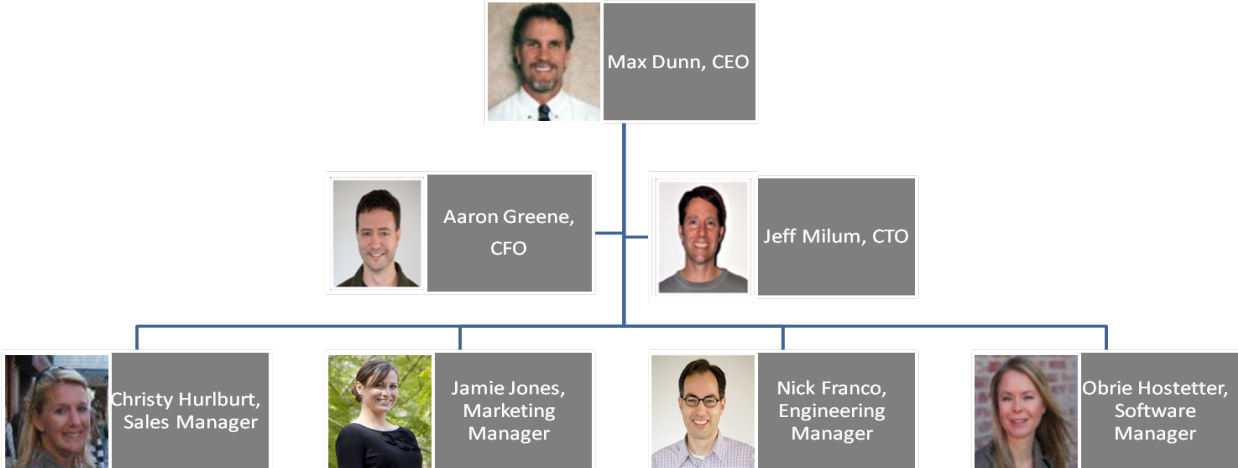 Max Dunn, CEO
Aaron Greene,
CFO
Jeff Milum, CTO
Christy Hurlburt,
Sales Manager
Jamie Jones,
Marketing
Manager
Nick Franco,
Engineering
Manager
Obrie Hostetter,
Software
Manager